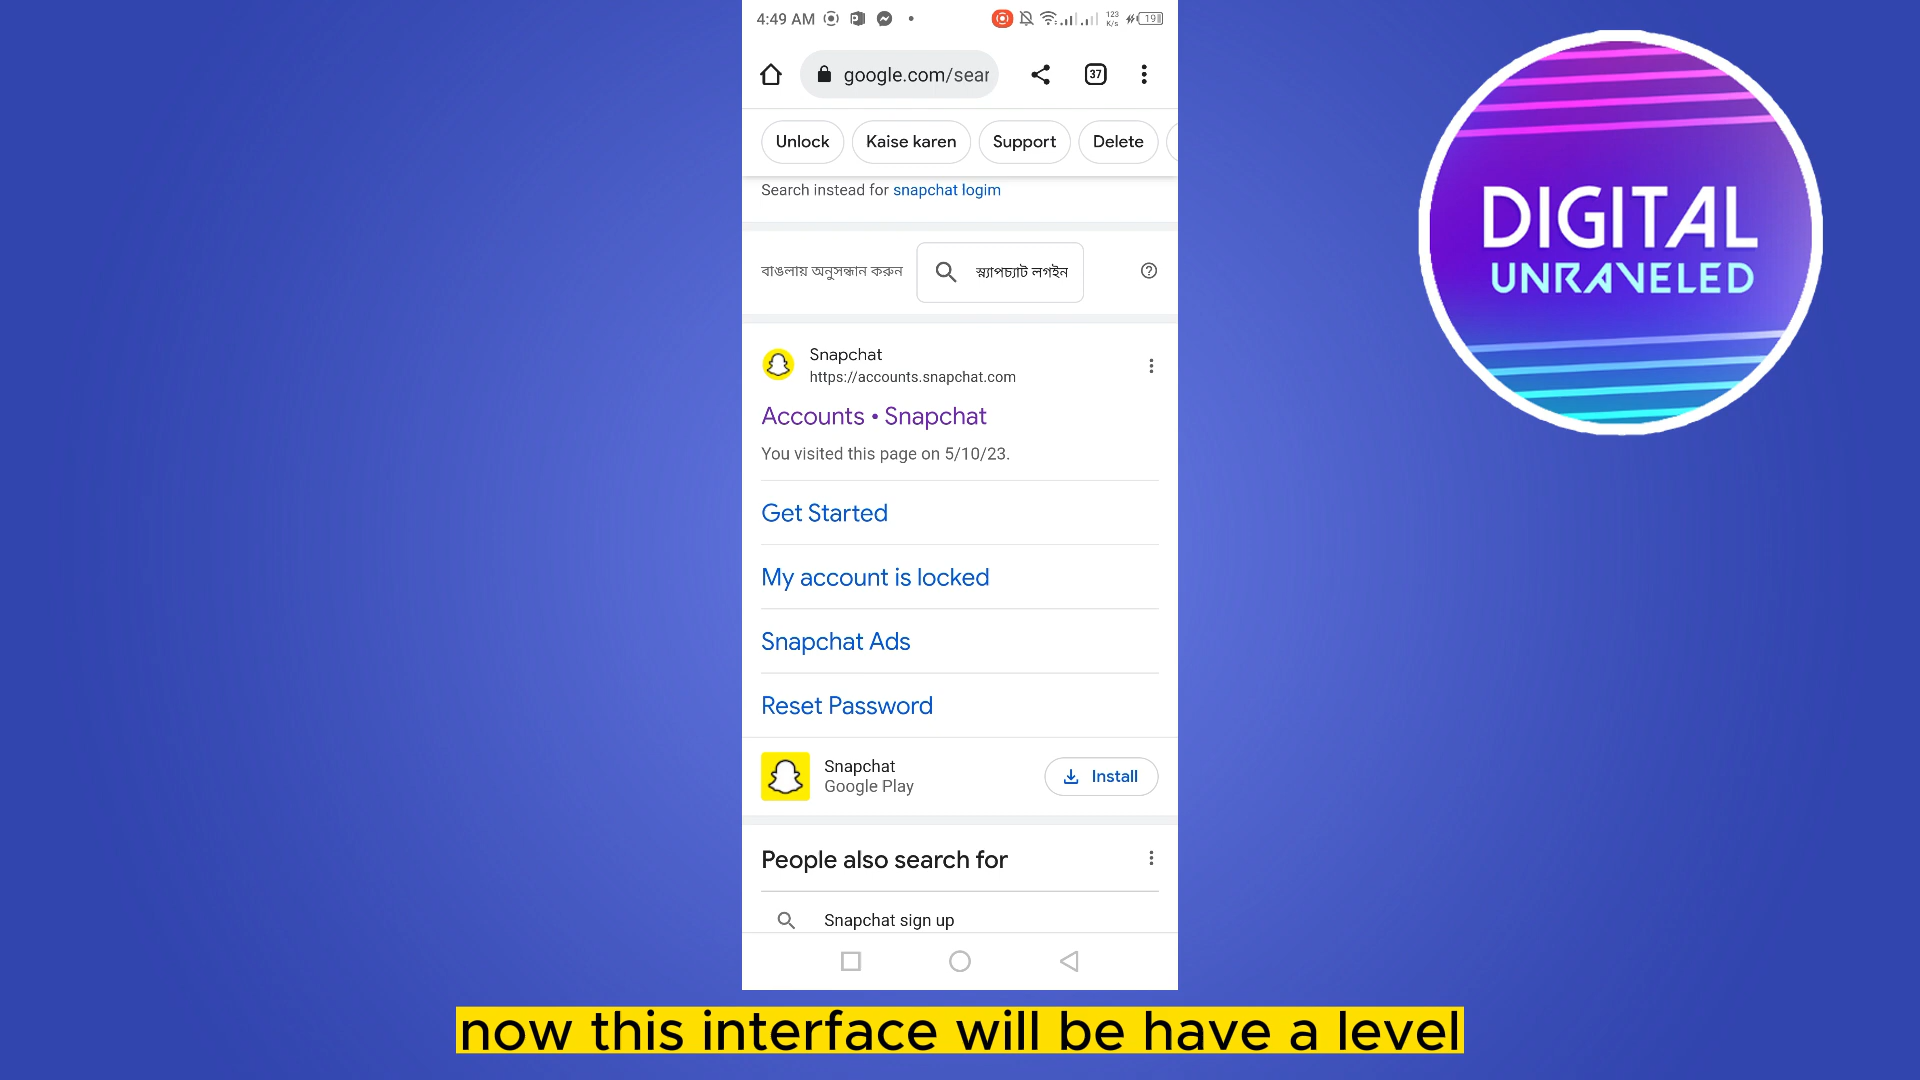 4:49 AM
123
K/s
19
google.com/sear
37
Unlock
Kaise karen
Support
Delete
Search instead for snapchat logim
বাঙলায় অনুসন্ধান করুন
স্ন্যাপচ্যাট লগইন
Snapchat
https://accounts.snapchat.com
Accounts • Snapchat
You visited this page on 5/10/23.
Get Started
My account is locked
Snapchat Ads
Reset Password
Snapchat
Google Play
Install
People also search for
Snapchat sign up
DIGITAL
UNRAVELED
now this interface will be have a level